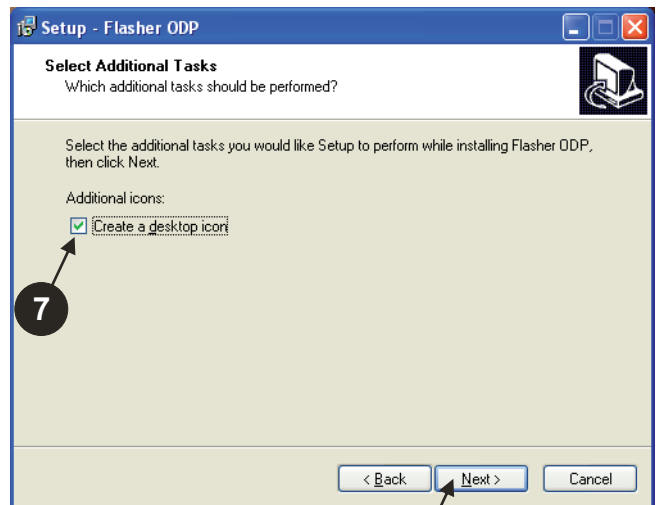 Setup - Flasher ODP
Select Additional Tasks
Which additional tasks should be performed?
Select the additional tasks you would like Setup to perform while installing Flasher ODP,
then click Next.
Additional icons:
Create a desktop icon
7
< Back Next > Cancel